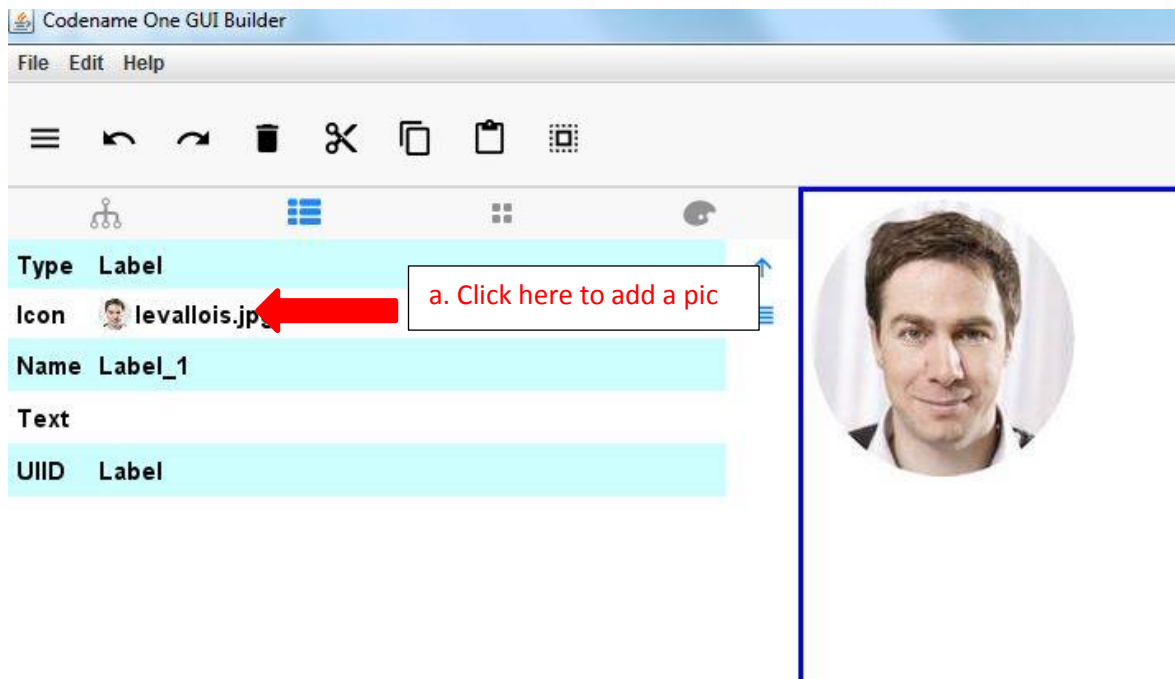 Codename One GUI Builder
File Edit Help
Type Label
Icon levallois.jpg
a. Click here to add a pic
Name Label_1
Text
UIID Label